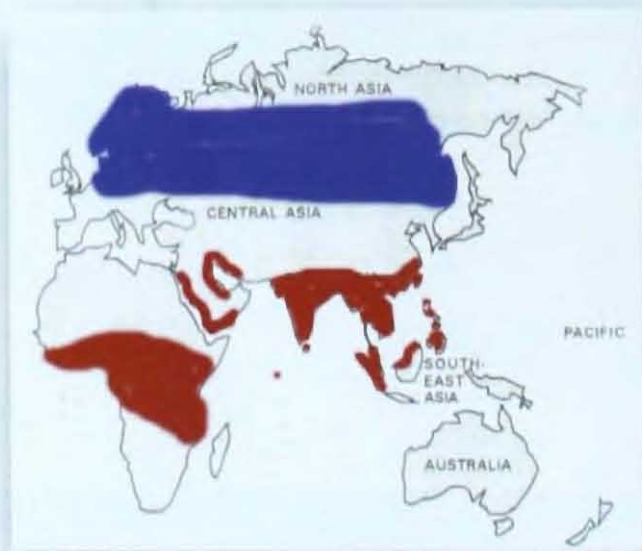 NORTH ASIA
CENTRAL ASIA
PACIFIC
SOUTH-
EAST
ASIA
AUSTRALIA